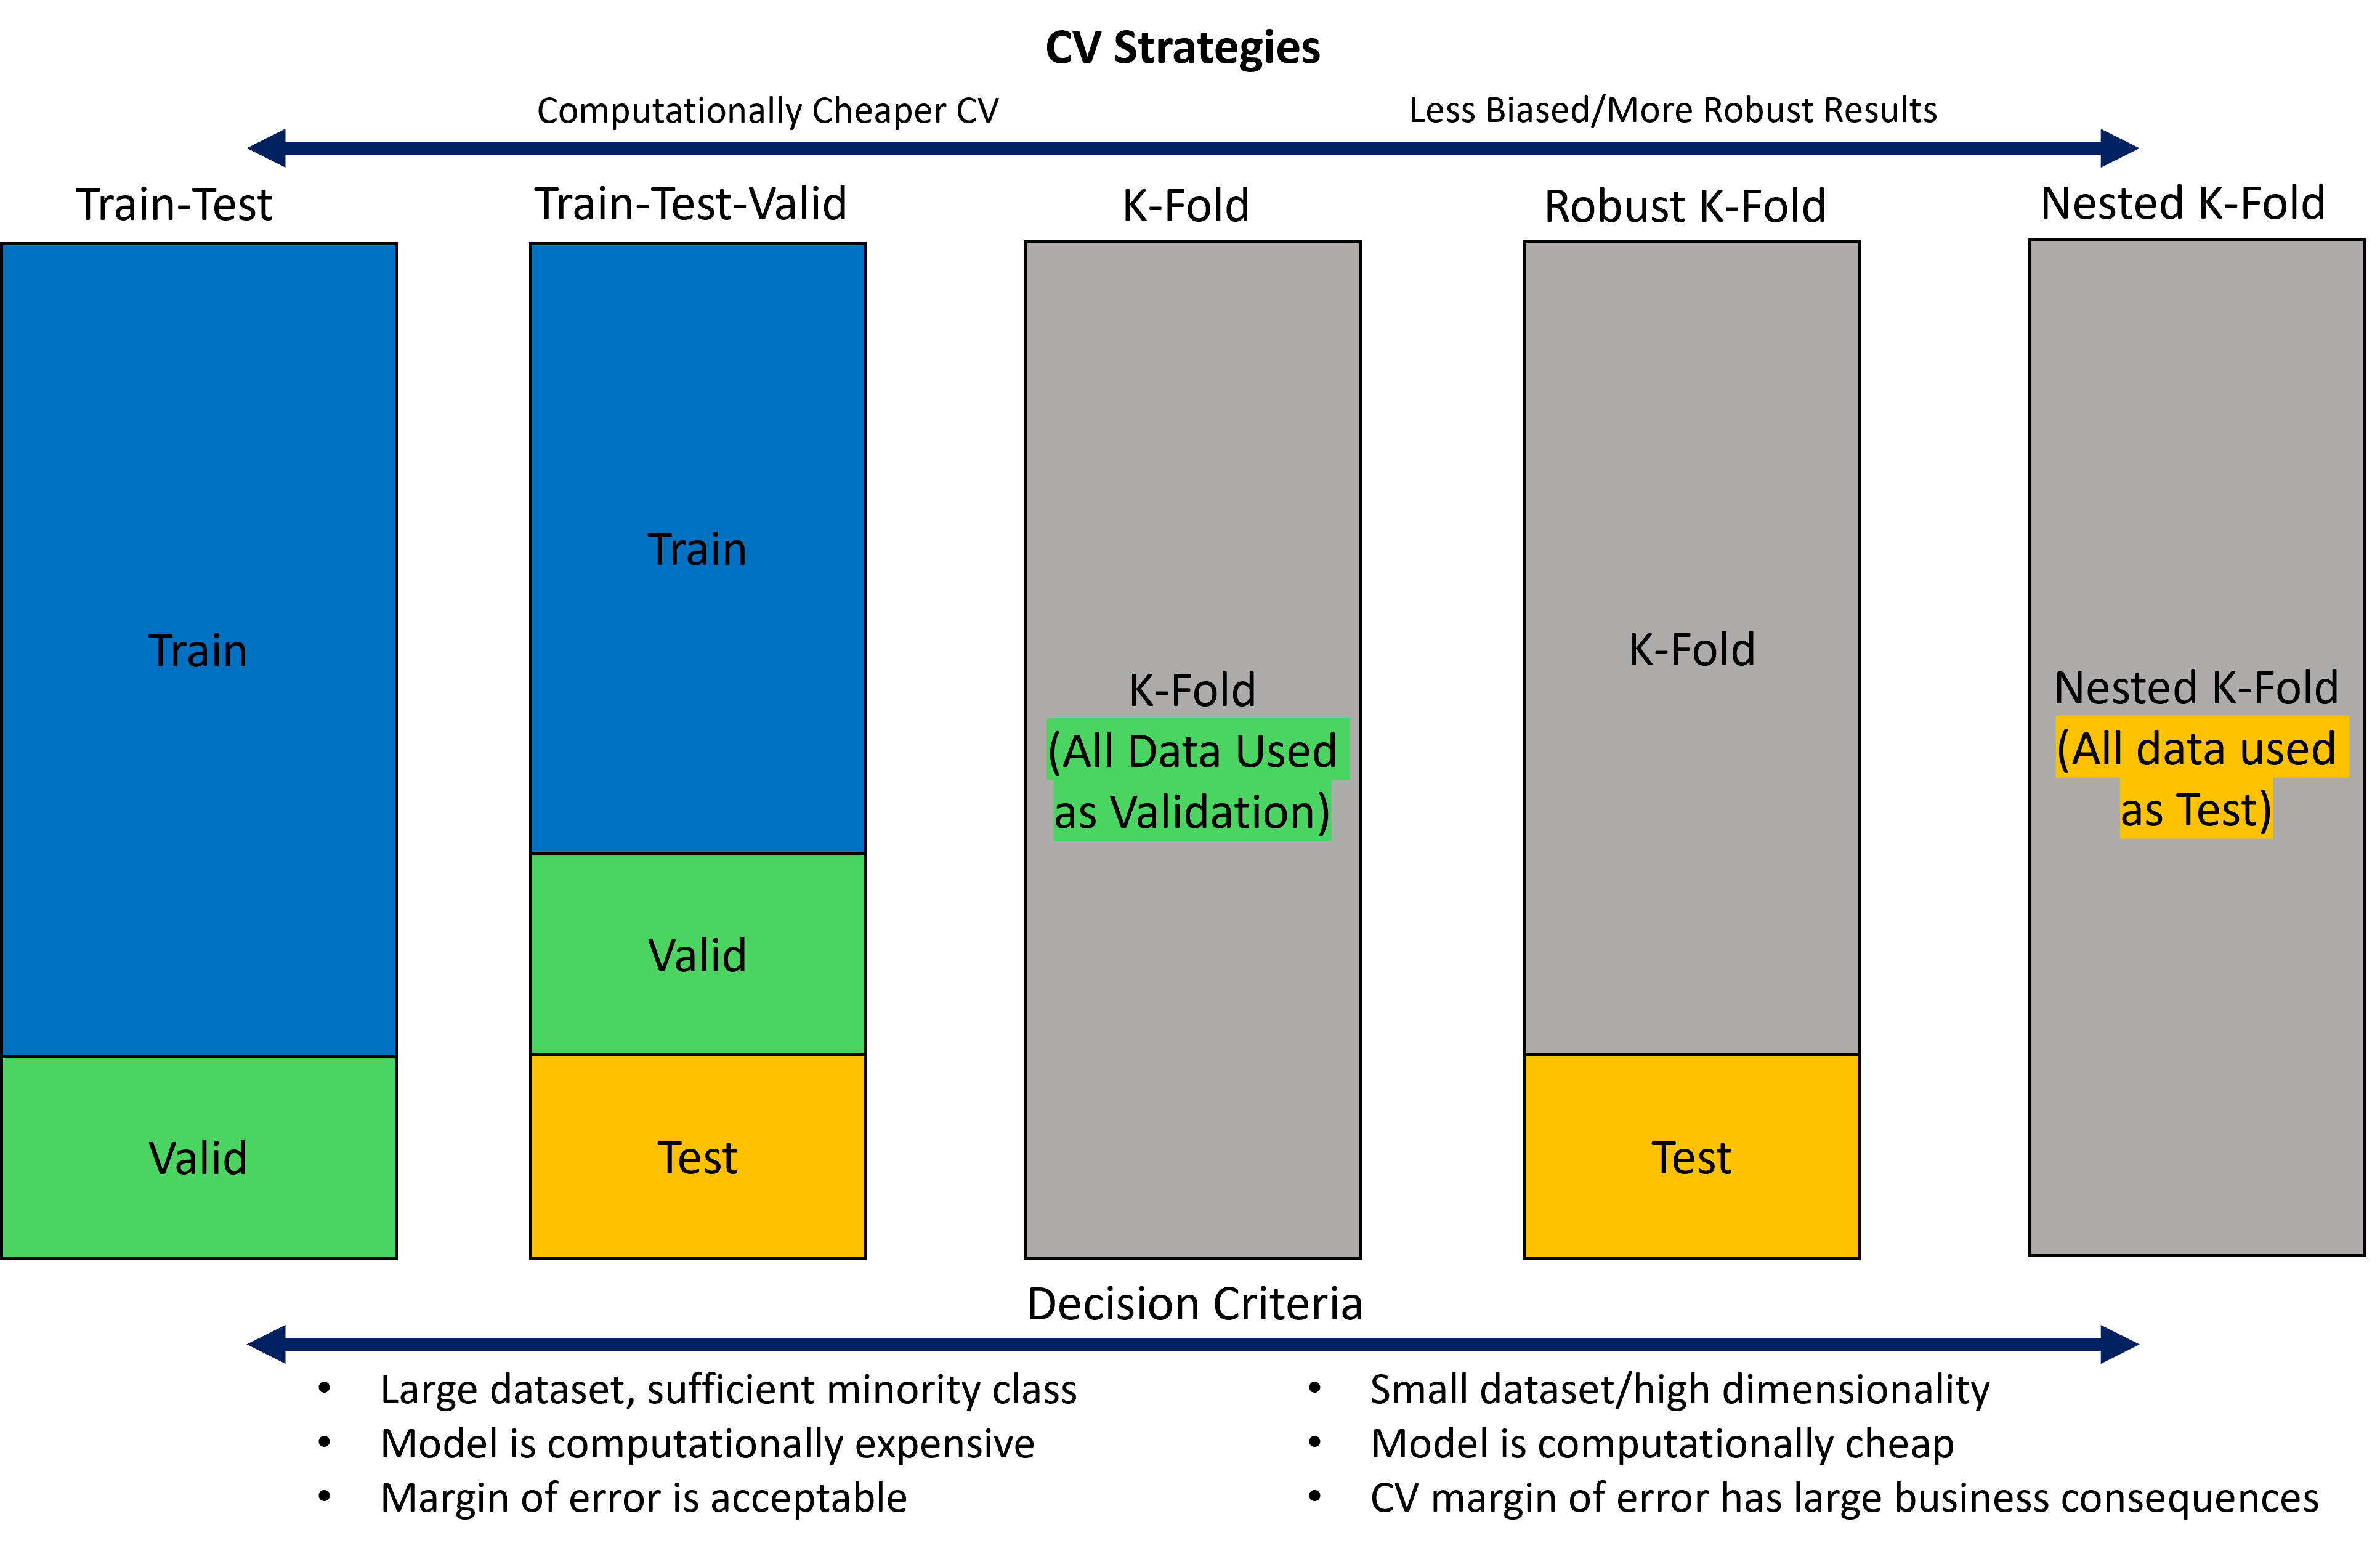 CV Strategies
Computationally Cheaper CV
Less Biased/More Robust Results
Train-Test
Train-Test-Valid
K-Fold
Robust K-Fold
Nested K-Fold
Train
Valid
Train
Valid
Test
K-Fold
(All Data Used
as Validation)
K-Fold
Test
Nested K-Fold
(All data used
as Test)
Decision Criteria
• Large dataset, sufficient minority class
• Model is computationally expensive
• Margin of error is acceptable
• Small dataset/high dimensionality
• Model is computationally cheap
• CV margin of error has large business consequences